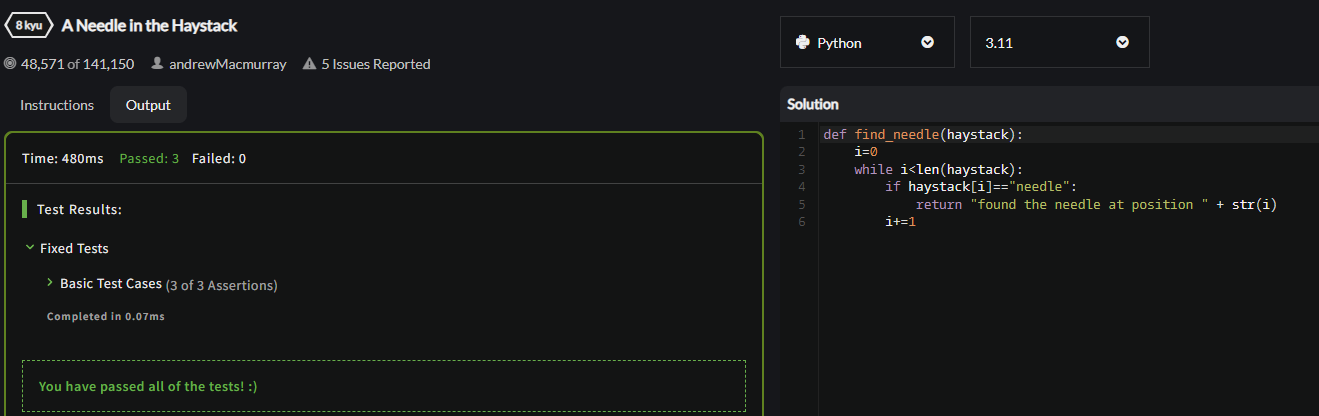 8 kyu A Needle in the Haystack
48,571 of 141,150 andrewMacmurray 5 Issues Reported
Instructions Output
Time: 480ms Passed: 3 Failed: 0
Test Results:
Fixed Tests
Basic Test Cases (3 of 3 Assertions)
Completed in 0.07ms
You have passed all of the tests! :)
Python 3.11
Solution
1 def find_needle(haystack):
2     i=0
3     while i<len(haystack):
4         if haystack[i]=="needle":
5             return "found the needle at position " + str(i)
6         i+=1